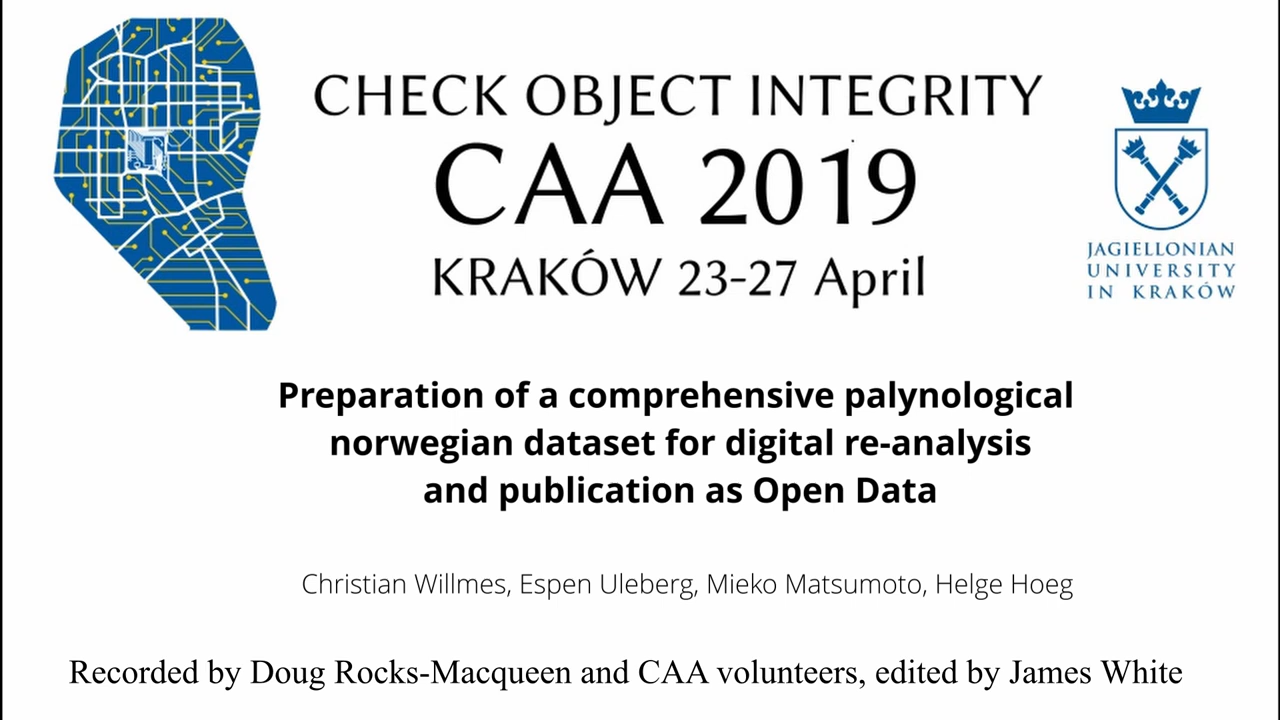 CHECK OBJECT INTEGRITY
CAA 2019
KRAKÓW 23-27 April
JAGIELLONIAN
UNIVERSITY
IN KRAKÓW
Preparation of a comprehensive palynological
norwegian dataset for digital re-analysis
and publication as Open Data
Christian Willmes, Espen Uleberg, Mieko Matsumoto, Helge Hoeg
Recorded by Doug Rocks-Macqueen and CAA volunteers, edited by James White